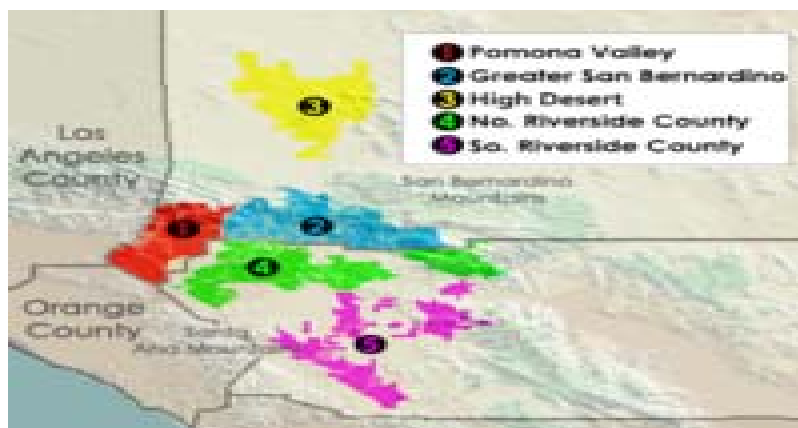 1 Pomona Valley
2 Greater San Bernardino
3 High Desert
4 No. Riverside County
5 So. Riverside County
3
Los
Angeles
County
San Bernardino
Mountains
1
2
4
Orange
County
Santa
Ana Mountains
5